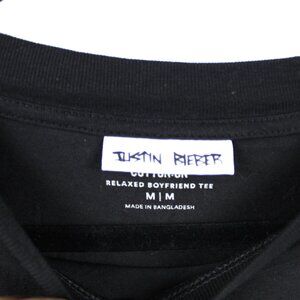 JUSTIN BIEBER
COTTON:ON
RELAXED BOYFRIEND TEE
M | M
MADE IN BANGLADESH